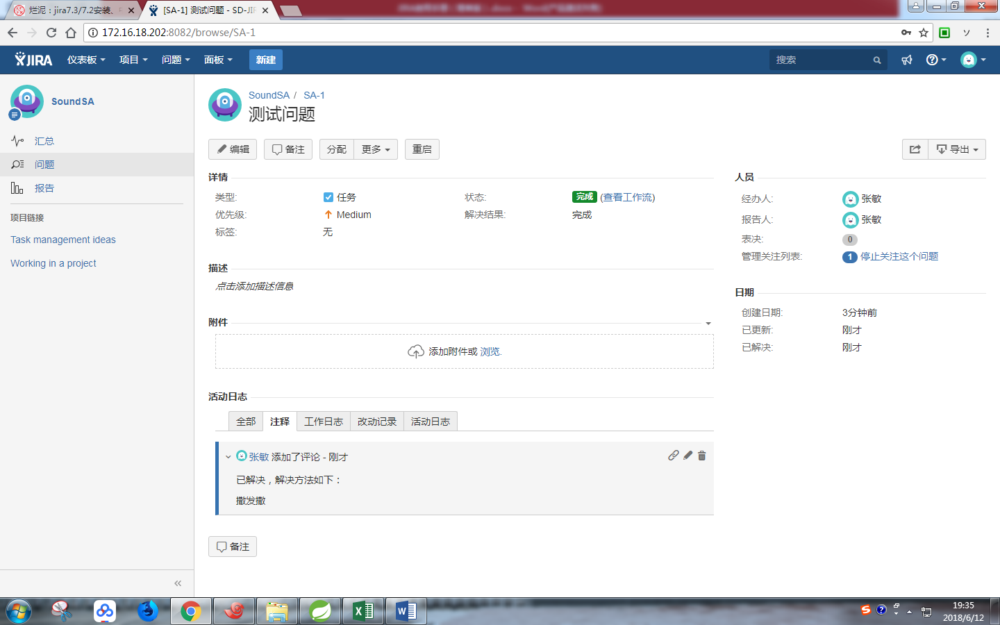 烂泥：jira7.3/7.2安装、
[SA-1] 测试问题 - SD-JIR
172.16.18.202:8082/browse/SA-1
JIRA 仪表板 项目 问题 面板 新建 搜索
SoundSA
汇总
问题
报告
项目链接
Task management ideas
Working in a project
SoundSA / SA-1
测试问题
编辑 备注 分配 更多 重启 导出
详情
类型: 任务 状态: 完成 (查看工作流)
优先级: Medium 解决结果: 完成
标签: 无
描述
点击添加描述信息
附件
添加附件或 浏览.
活动日志
全部 注释 工作日志 改动记录 活动日志
张敏 添加了评论 - 刚才
已解决，解决方法如下：
撒发撒
备注
人员
经办人: 张敏
报告人: 张敏
表决: 0
管理关注列表: 1 停止关注这个问题
日期
创建日期: 3分钟前
已更新: 刚才
已解决: 刚才
19:35
2018/6/12